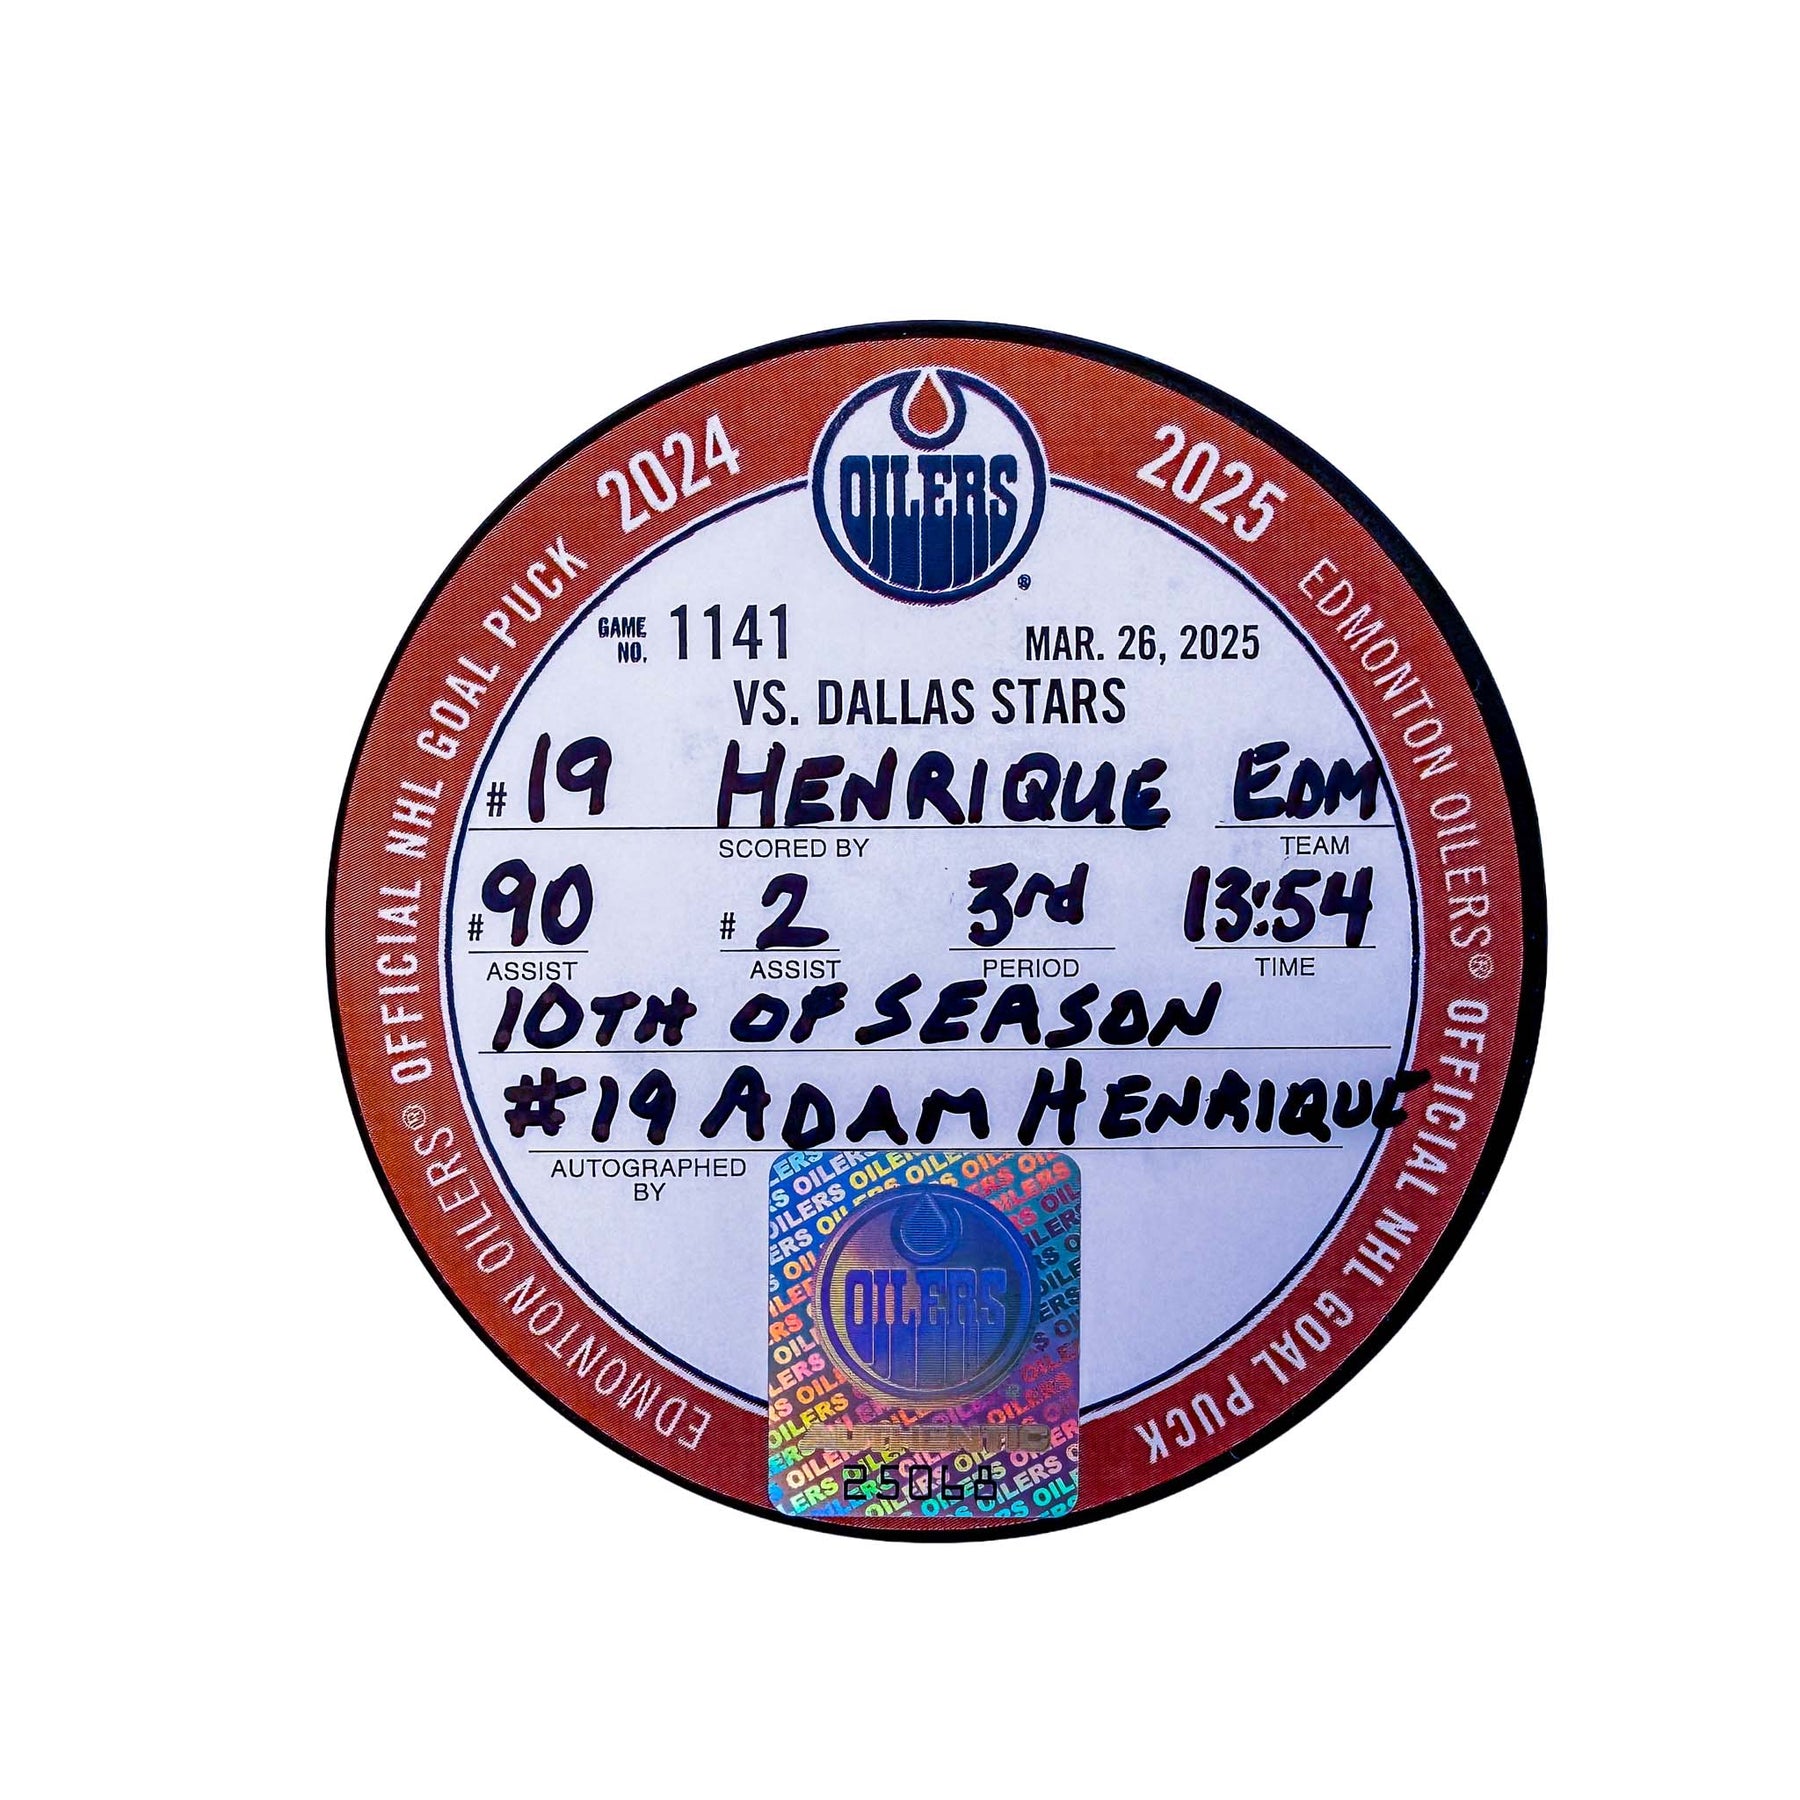 2024
2025
OILERS
®
EDMONTON OILERS® OFFICIAL NHL GOAL PUCK
EDMONTON OILERS® OFFICIAL NHL GOAL PUCK
GAME NO. 1141
MAR. 26, 2025
VS. DALLAS STARS
# 19 HENRIQUE EDM
SCORED BY TEAM
# 90 # 2 3rd 13:54
ASSIST ASSIST PERIOD TIME
10TH OF SEASON
#19 ADAM HENRIQUE
AUTOGRAPHED
BY
OILERS
AUTHENTIC
25068